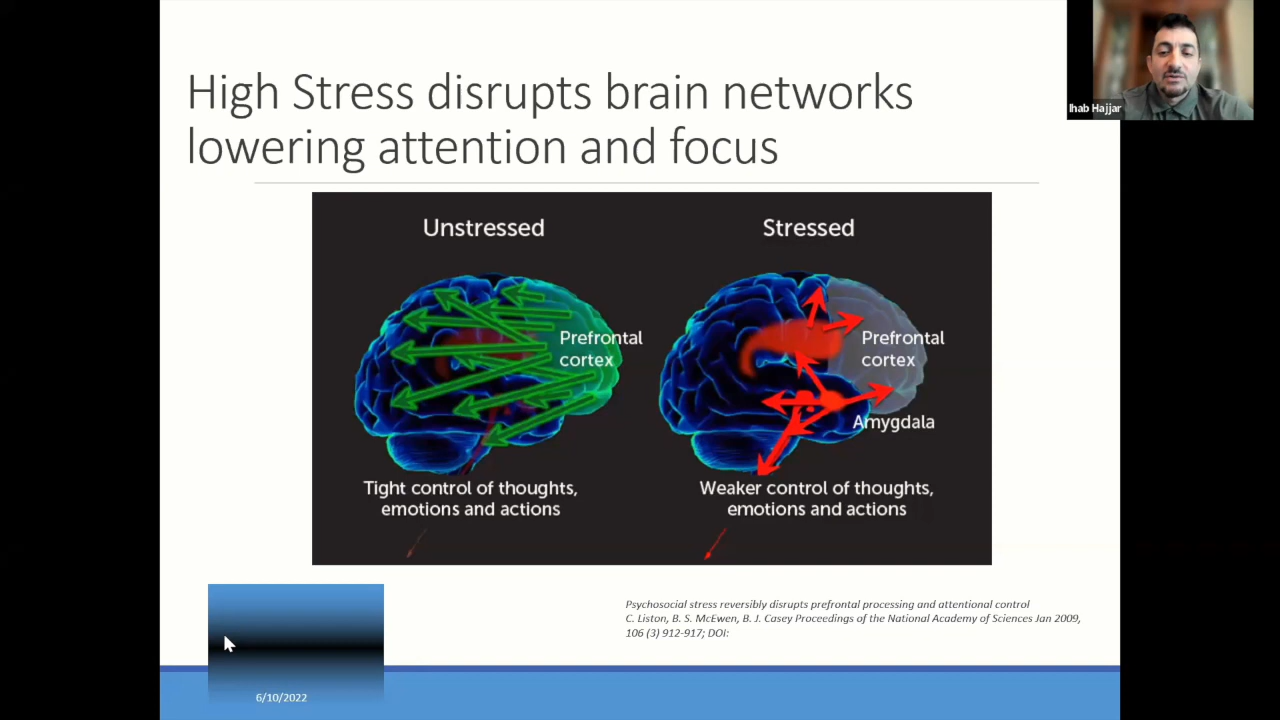 High Stress disrupts brain networks
lowering attention and focus
Ihab Hajjar
Unstressed
Prefrontal
cortex
Tight control of thoughts,
emotions and actions
Stressed
Prefrontal
cortex
Amygdala
Weaker control of thoughts,
emotions and actions
Psychosocial stress reversibly disrupts prefrontal processing and attentional control
C. Liston, B. S. McEwen, B. J. Casey Proceedings of the National Academy of Sciences Jan 2009,
106 (3) 912-917; DOI:
6/10/2022